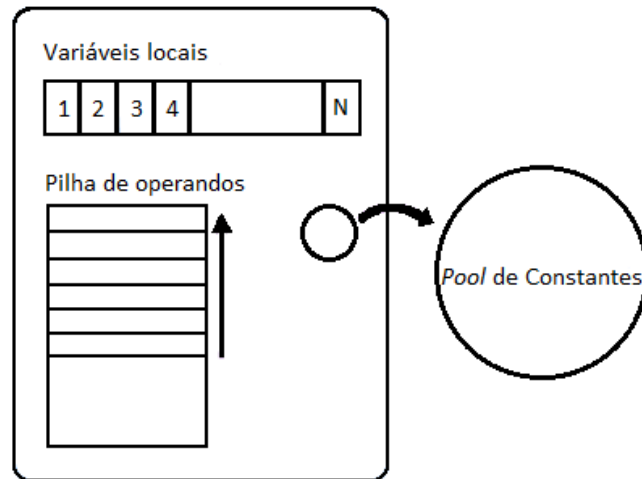 Variáveis locais
1 2 3 4 N
Pilha de operandos
Pool de Constantes